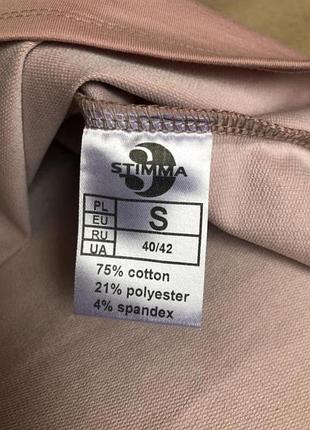 STIMMA
PL
EU
RU
UA
S
40/42
75% cotton
21% polyester
4% spandex